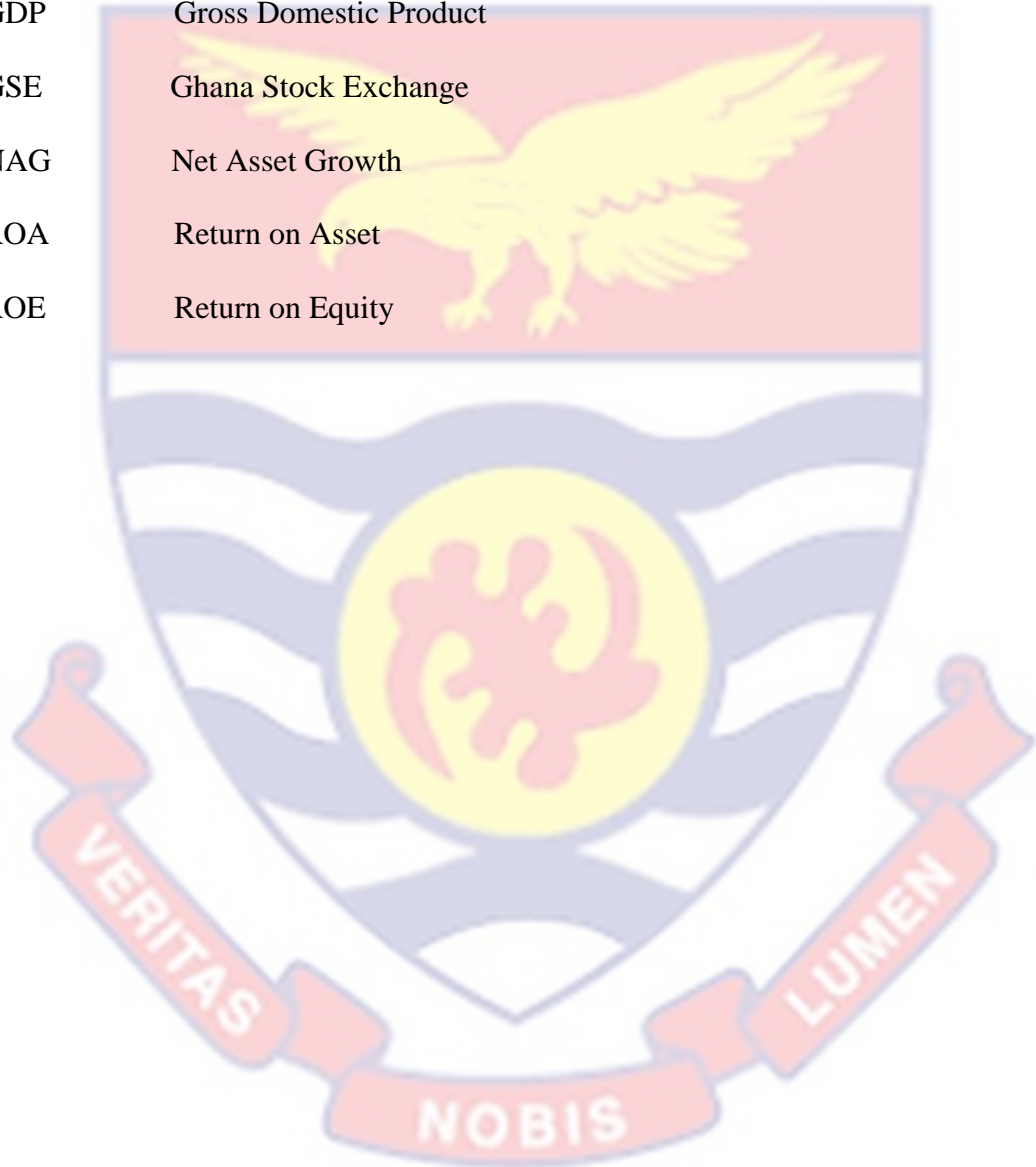 GDP Gross Domestic Product
GSE Ghana Stock Exchange
NAG Net Asset Growth
ROA Return on Asset
ROE Return on Equity
VERITAS
NOBIS
LUMEN